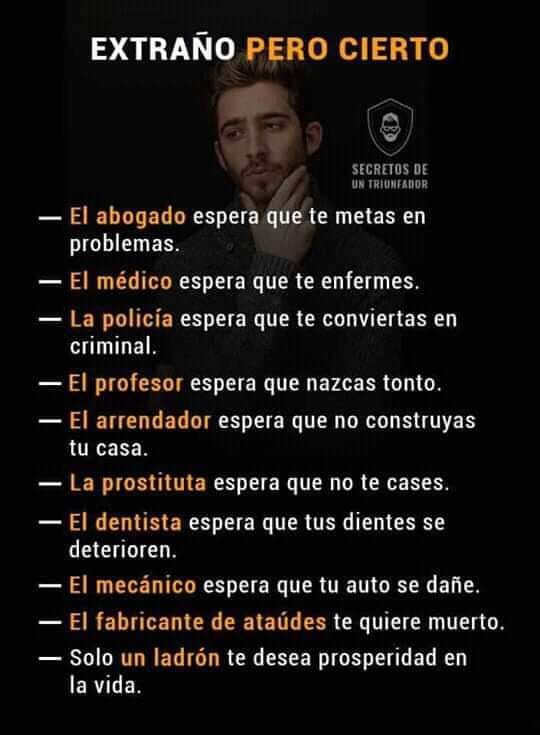 EXTRAÑO PERO CIERTO
SECRETOS DE
UN TRIUNFADOR
— El abogado espera que te metas en
problemas.
— El médico espera que te enfermes.
— La policía espera que te conviertas en
criminal.
— El profesor espera que nazcas tonto.
— El arrendador espera que no construyas
tu casa.
— La prostituta espera que no te cases.
— El dentista espera que tus dientes se
deterioren.
— El mecánico espera que tu auto se dañe.
— El fabricante de ataúdes te quiere muerto.
— Solo un ladrón te desea prosperidad en
la vida.